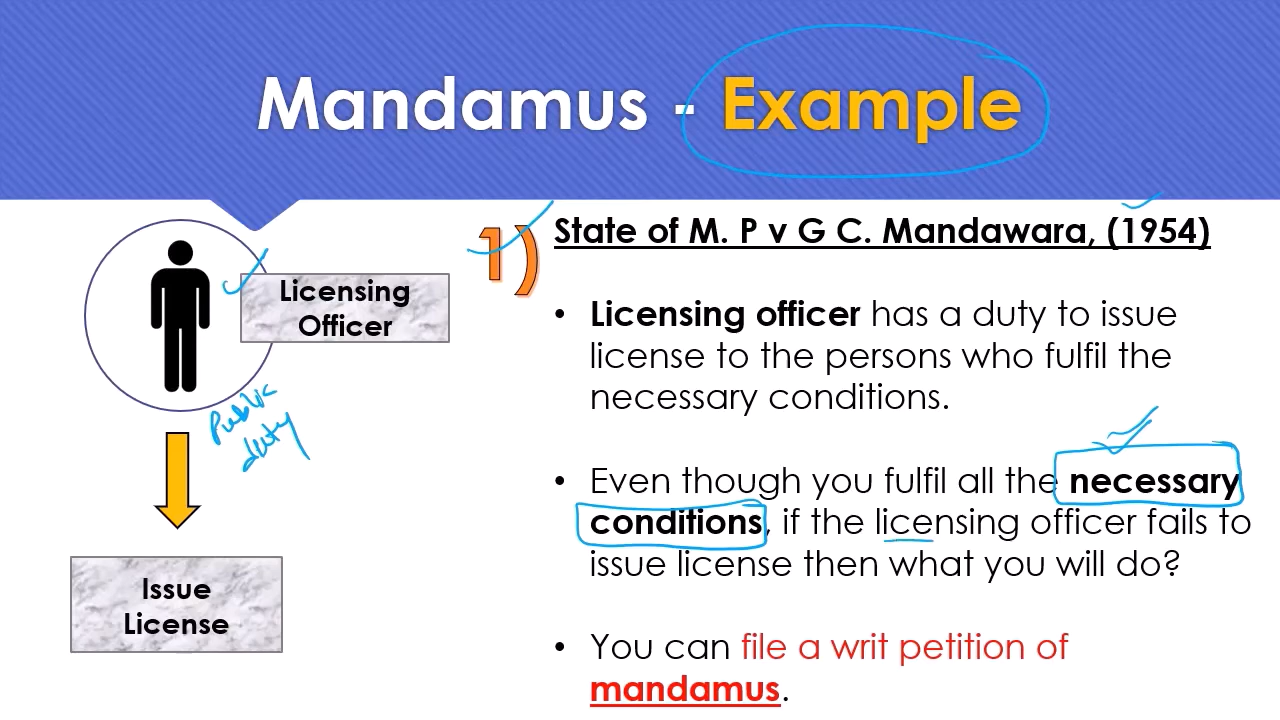 Mandamus - Example
Licensing
Officer
Public
duty
Issue
License
1)
State of M. P v G C. Mandawara, (1954)
• Licensing officer has a duty to issue
license to the persons who fulfil the
necessary conditions.
• Even though you fulfil all the necessary
conditions, if the licensing officer fails to
issue license then what you will do?
• You can file a writ petition of
mandamus.